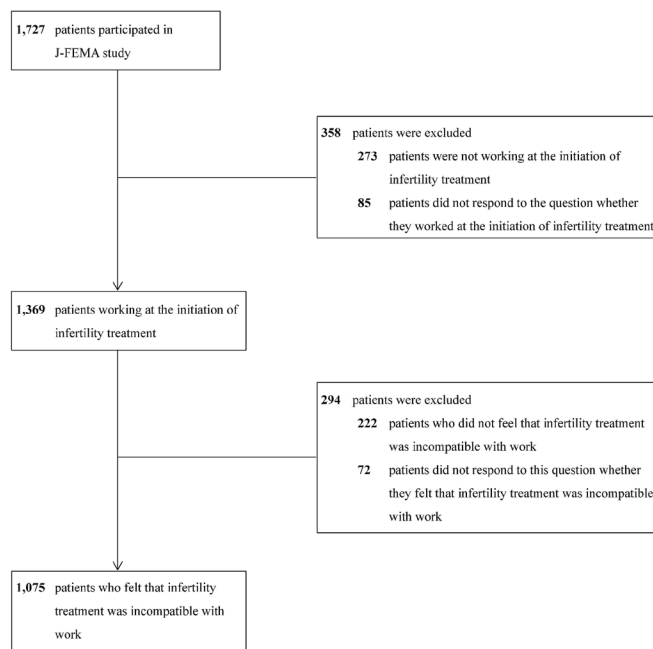 1,727 patients participated in
J-FEMA study
358 patients were excluded
273 patients were not working at the initiation of
infertility treatment
85 patients did not respond to the question whether
they worked at the initiation of infertility treatment
1,369 patients working at the initiation of
infertility treatment
294 patients were excluded
222 patients who did not feel that infertility treatment
was incompatible with work
72 patients did not respond to this question whether
they felt that infertility treatment was incompatible
with work
1,075 patients who felt that infertility
treatment was incompatible with
work